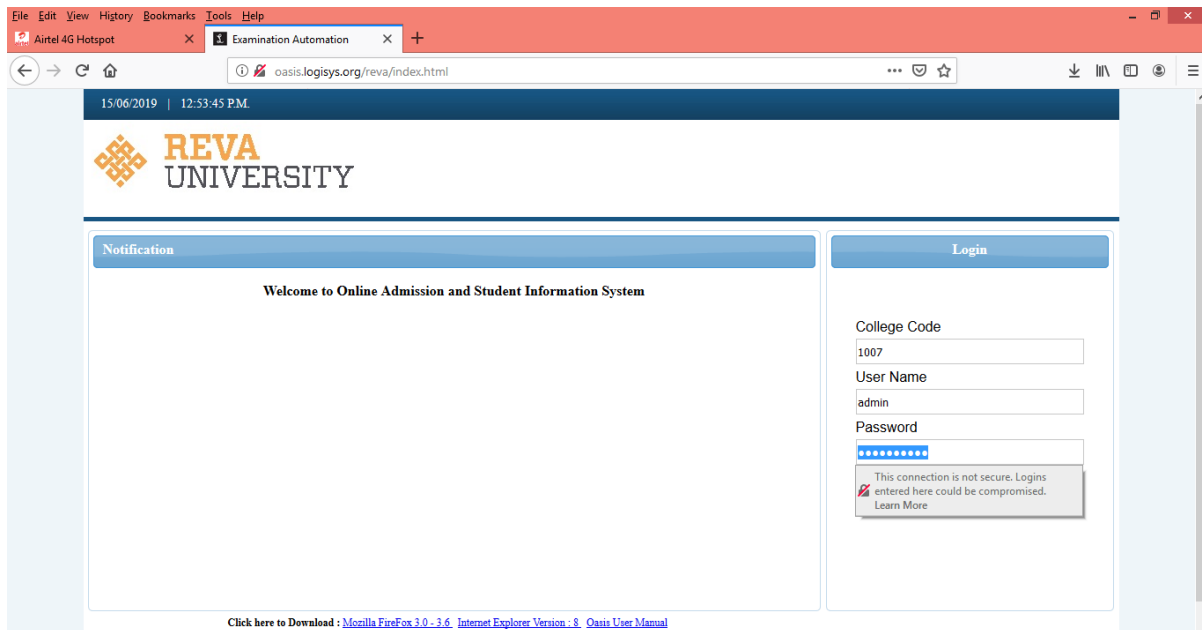 File Edit View History Bookmarks Tools Help
Airtel 4G Hotspot
Examination Automation
oasis.logisys.org/reva/index.html
15/06/2019 | 12:53:45 P.M.
REVA
UNIVERSITY
Notification
Welcome to Online Admission and Student Information System
Login
College Code
1007
User Name
admin
Password
●●●●●●●●●●
This connection is not secure. Logins
entered here could be compromised.
Learn More
Click here to Download : Mozilla FireFox 3.0 - 3.6 Internet Explorer Version : 8 Oasis User Manual